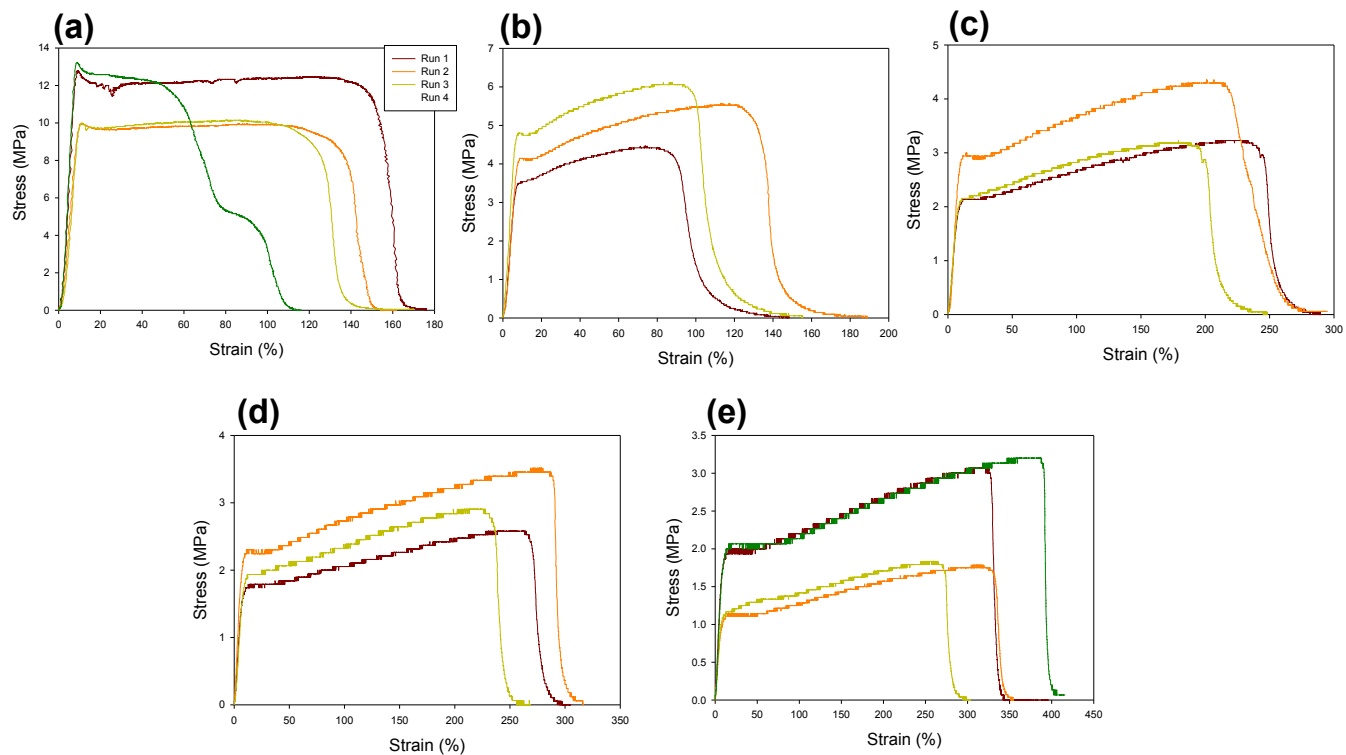 (a)
Stress (MPa)
14
12
10
8
6
4
2
0
0 20 40 60 80 100 120 140 160 180
Strain (%)
Run 1
Run 2
Run 3
Run 4
(b)
Stress (MPa)
7
6
5
4
3
2
1
0
0 20 40 60 80 100 120 140 160 180 200
Strain (%)
(c)
Stress (MPa)
5
4
3
2
1
0
0 50 100 150 200 250 300
Strain (%)
(d)
Stress (MPa)
4
3
2
1
0
0 50 100 150 200 250 300 350
Strain (%)
(e)
Stress (MPa)
3.5
3.0
2.5
2.0
1.5
1.0
0.5
0.0
0 50 100 150 200 250 300 350 400 450
Strain (%)